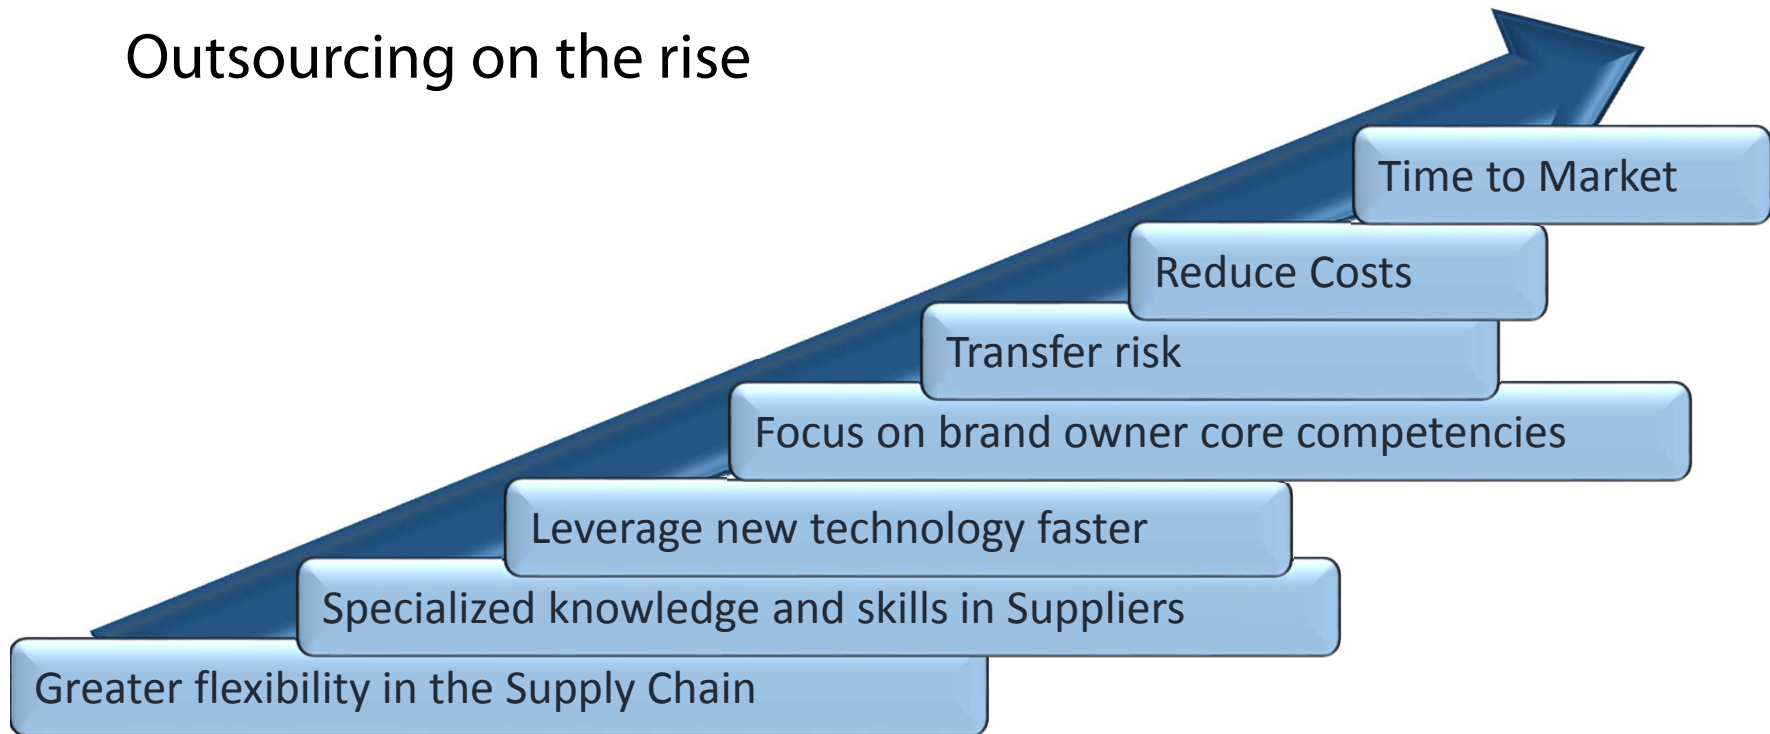 Outsourcing on the rise
Time to Market
Reduce Costs
Transfer risk
Focus on brand owner core competencies
Leverage new technology faster
Specialized knowledge and skills in Suppliers
Greater flexibility in the Supply Chain